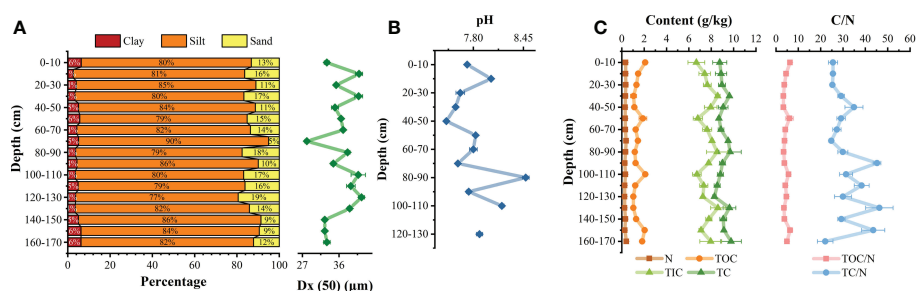 A
Clay Silt Sand
Depth (cm)
0–10
20–30
40–50
60–70
80–90
100–110
120–130
140–150
160–170
6% 80% 13%
81% 16%
85% 11%
80% 17%
84% 11%
79% 15%
82% 14%
90% 5%
79% 18%
86% 10%
80% 17%
79% 16%
77% 19%
82% 14%
86% 9%
84% 9%
6% 82% 12%
0 20 40 60 80 100
Percentage
27 36
Dx (50) (μm)
B
pH
7.80 8.45
Depth (cm)
0–10
20–30
40–50
60–70
80–90
100–110
120–130
C
Content (g/kg)
0 2 4 6 8 10 12
C/N
0 10 20 30 40 50 60
Depth (cm)
0–10
20–30
40–50
60–70
80–90
100–110
120–130
140–150
160–170
N TOC
TIC TC
TOC/N
TC/N